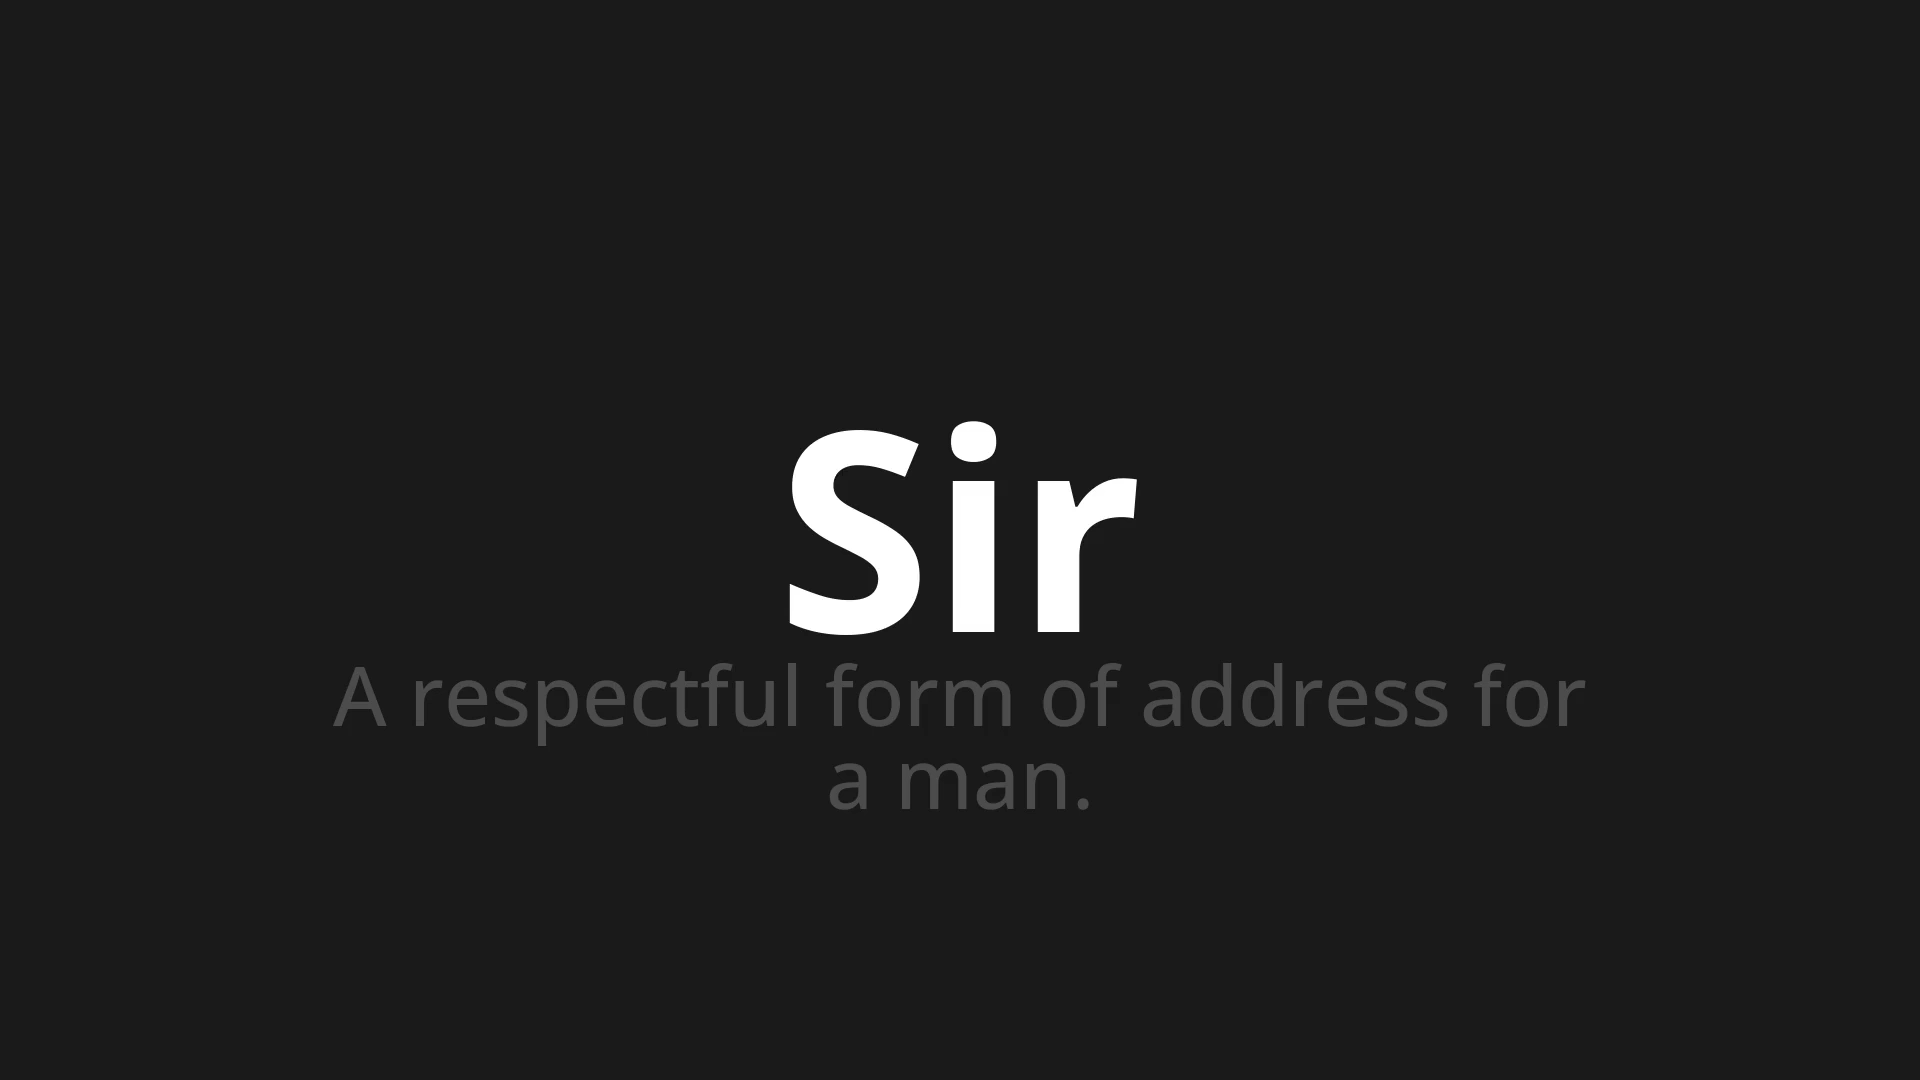 Sir
A respectful form of address for
a man.